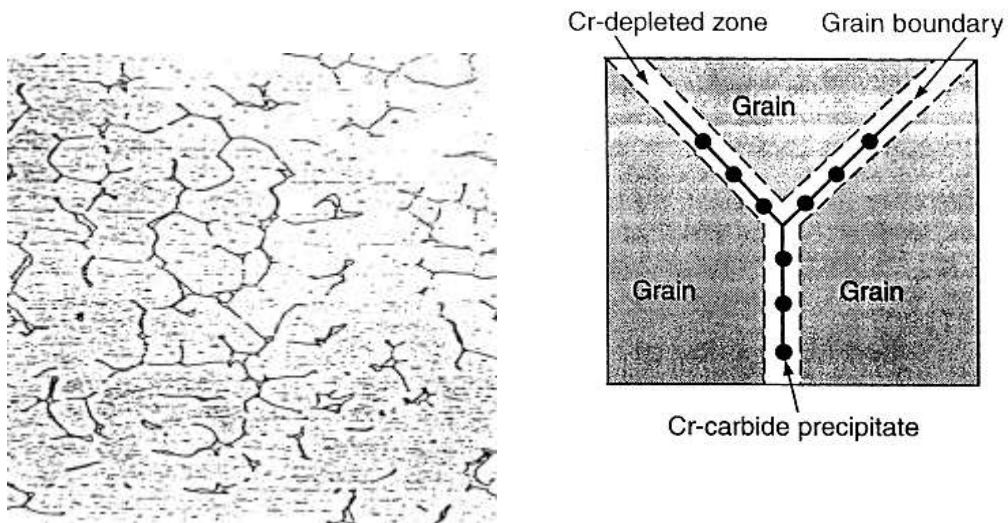 Cr-depleted zone
Grain boundary
Grain
Grain
Grain
Cr-carbide precipitate